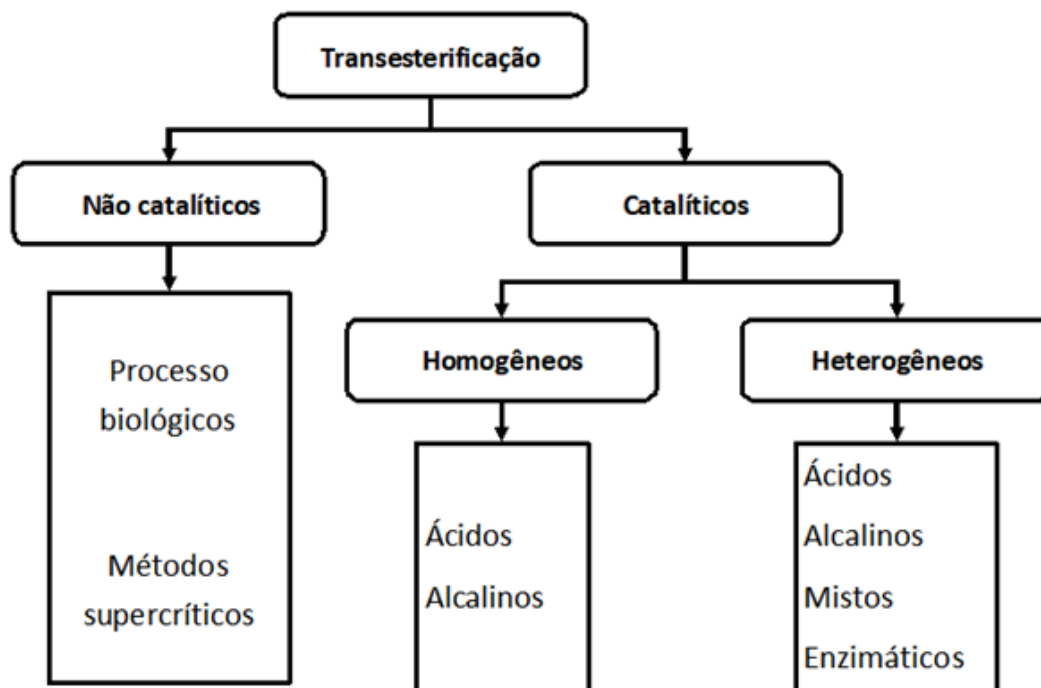 Transesterificação
Não catalíticos
Catalíticos
Processo
biológicos
Métodos
supercríticos
Homogêneos
Heterogêneos
Ácidos
Alcalinos
Ácidos
Alcalinos
Mistos
Enzimáticos